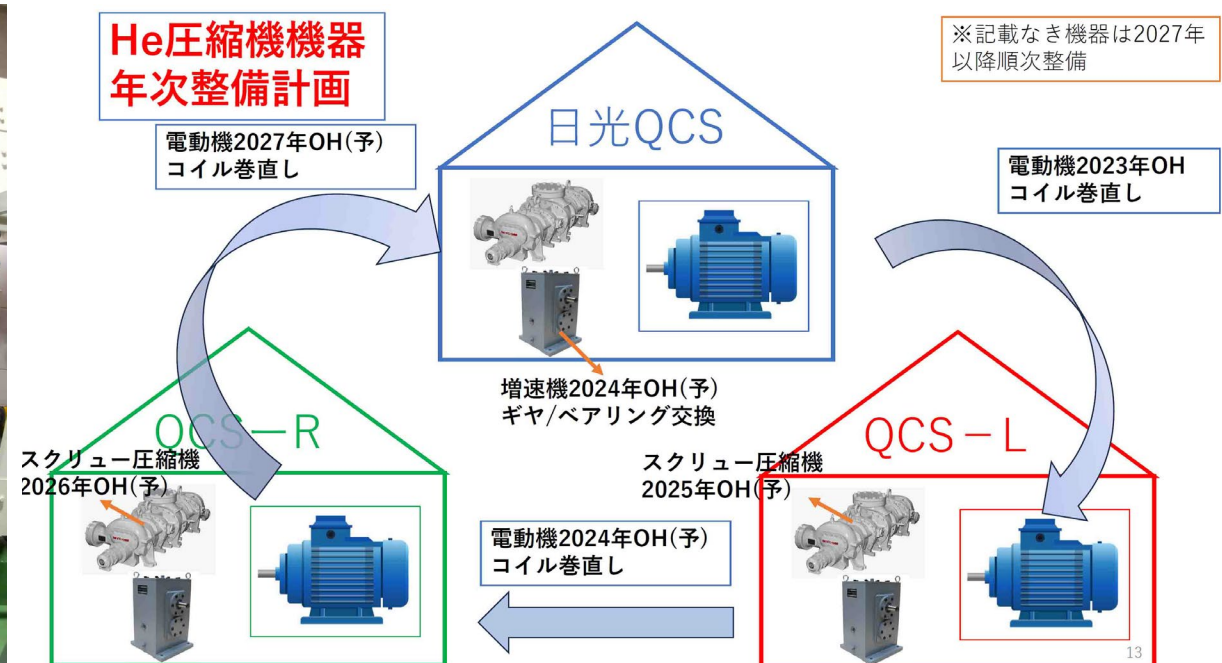 He圧縮機機器
年次整備計画
※記載なき機器は2027年
以降順次整備
日光QCS
電動機2027年OH(予)
コイル巻直し
電動機2023年OH
コイル巻直し
増速機2024年OH(予)
ギヤ/ベアリング交換
QCS－R
スクリュー圧縮機
2026年OH(予)
QCS－L
スクリュー圧縮機
2025年OH(予)
電動機2024年OH(予)
コイル巻直し
13